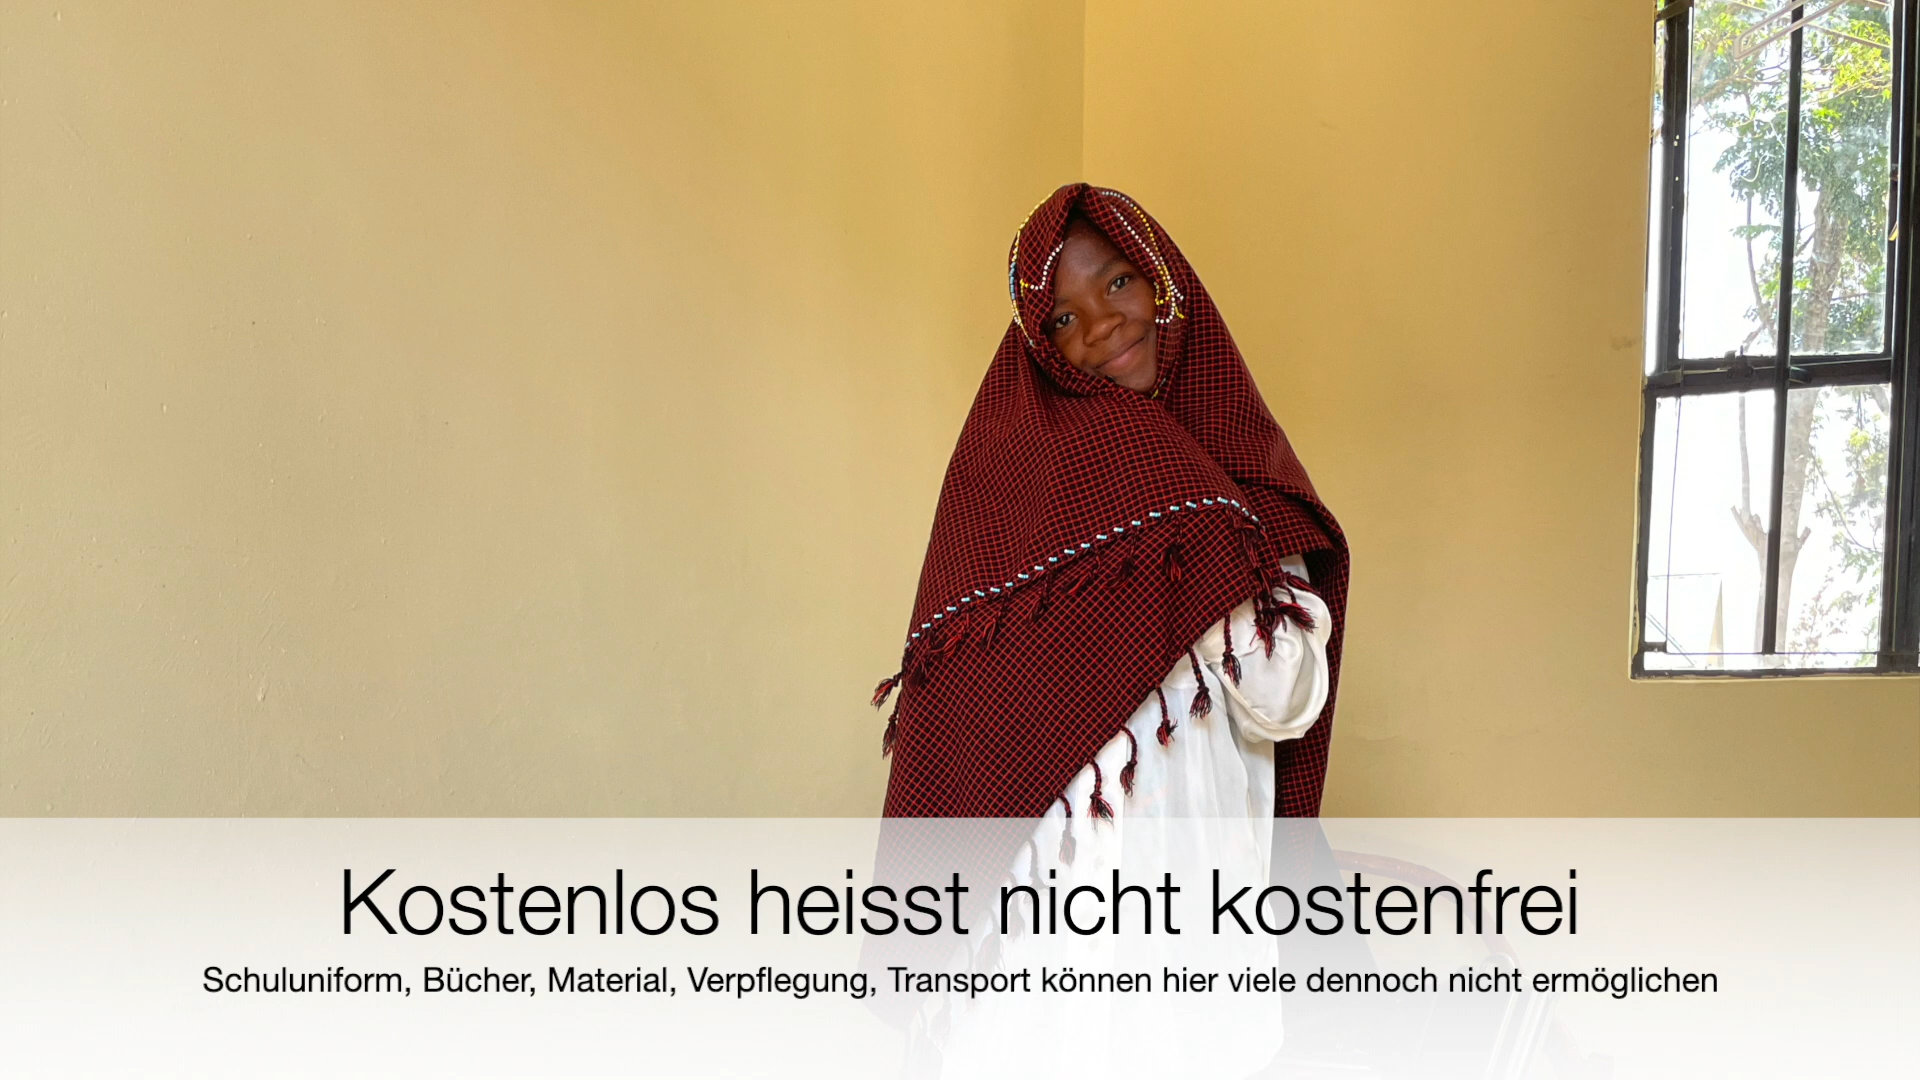 Kostenlos heisst nicht kostenfrei
Schuluniform, Bücher, Material, Verpflegung, Transport können hier viele dennoch nicht ermöglichen